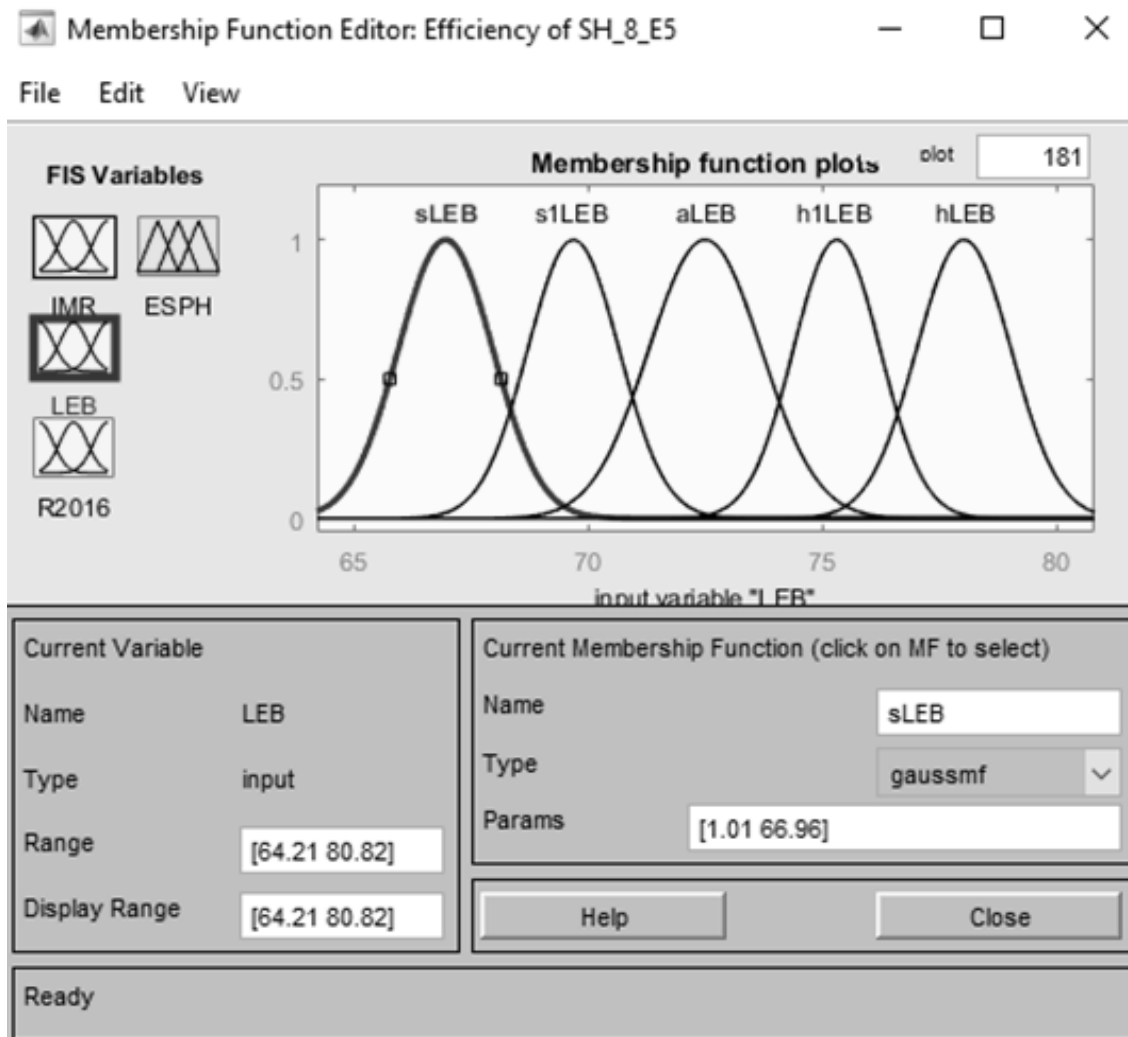 Membership Function Editor: Efficiency of SH_8_E5
File Edit View
FIS Variables
IMR
ESPH
LEB
R2016
Membership function plots
plot
181
sLEB s1LEB aLEB h1LEB hLEB
1
0.5
0
65 70 75 80
input variable "LEB"
Current Variable
Name LEB
Type input
Range [64.21 80.82]
Display Range [64.21 80.82]
Current Membership Function (click on MF to select)
Name sLEB
Type gaussmf
Params [1.01 66.96]
Help Close
Ready